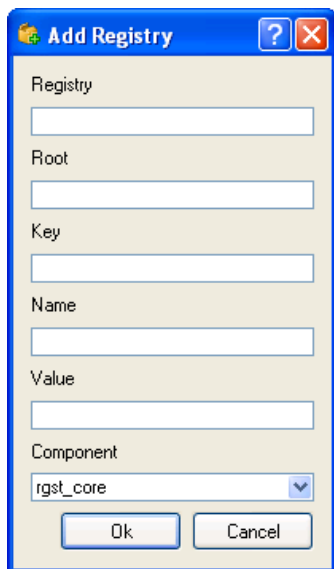 Add Registry
Registry
Root
Key
Name
Value
Component
rgst_core
Ok Cancel